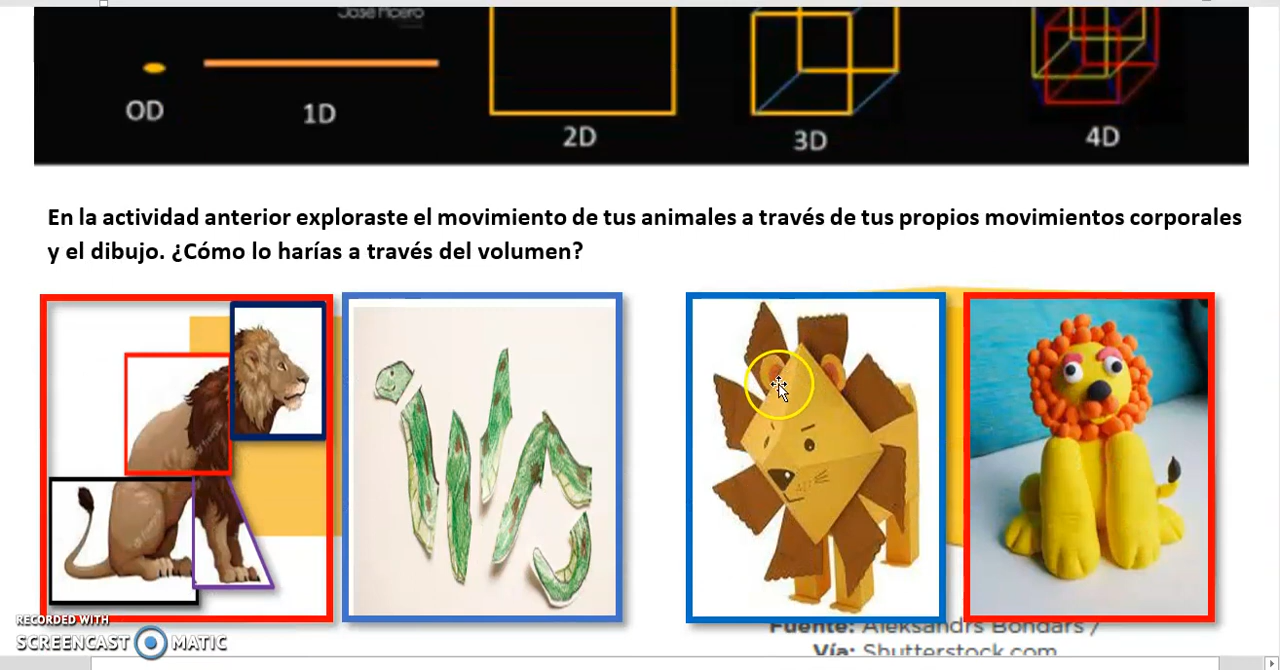 José Acero
0D
1D
2D
3D
4D
En la actividad anterior exploraste el movimiento de tus animales a través de tus propios movimientos corporales
y el dibujo. ¿Cómo lo harías a través del volumen?
Fuente: Aleksandrs Bondars /
Vía: Shutterstock.com
RECORDED WITH
SCREENCAST MATIC